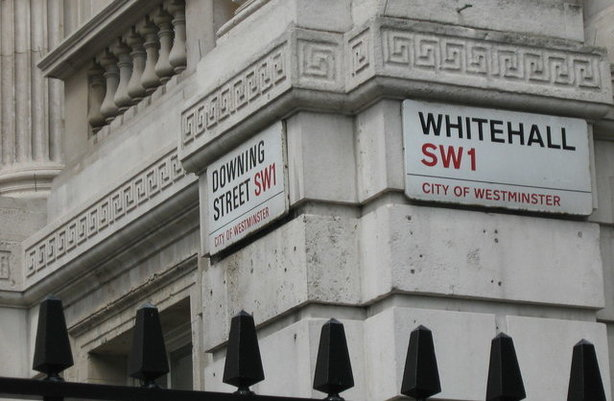 DOWNING
STREET SW1
CITY OF WESTMINSTER
WHITEHALL
SW1
CITY OF WESTMINSTER